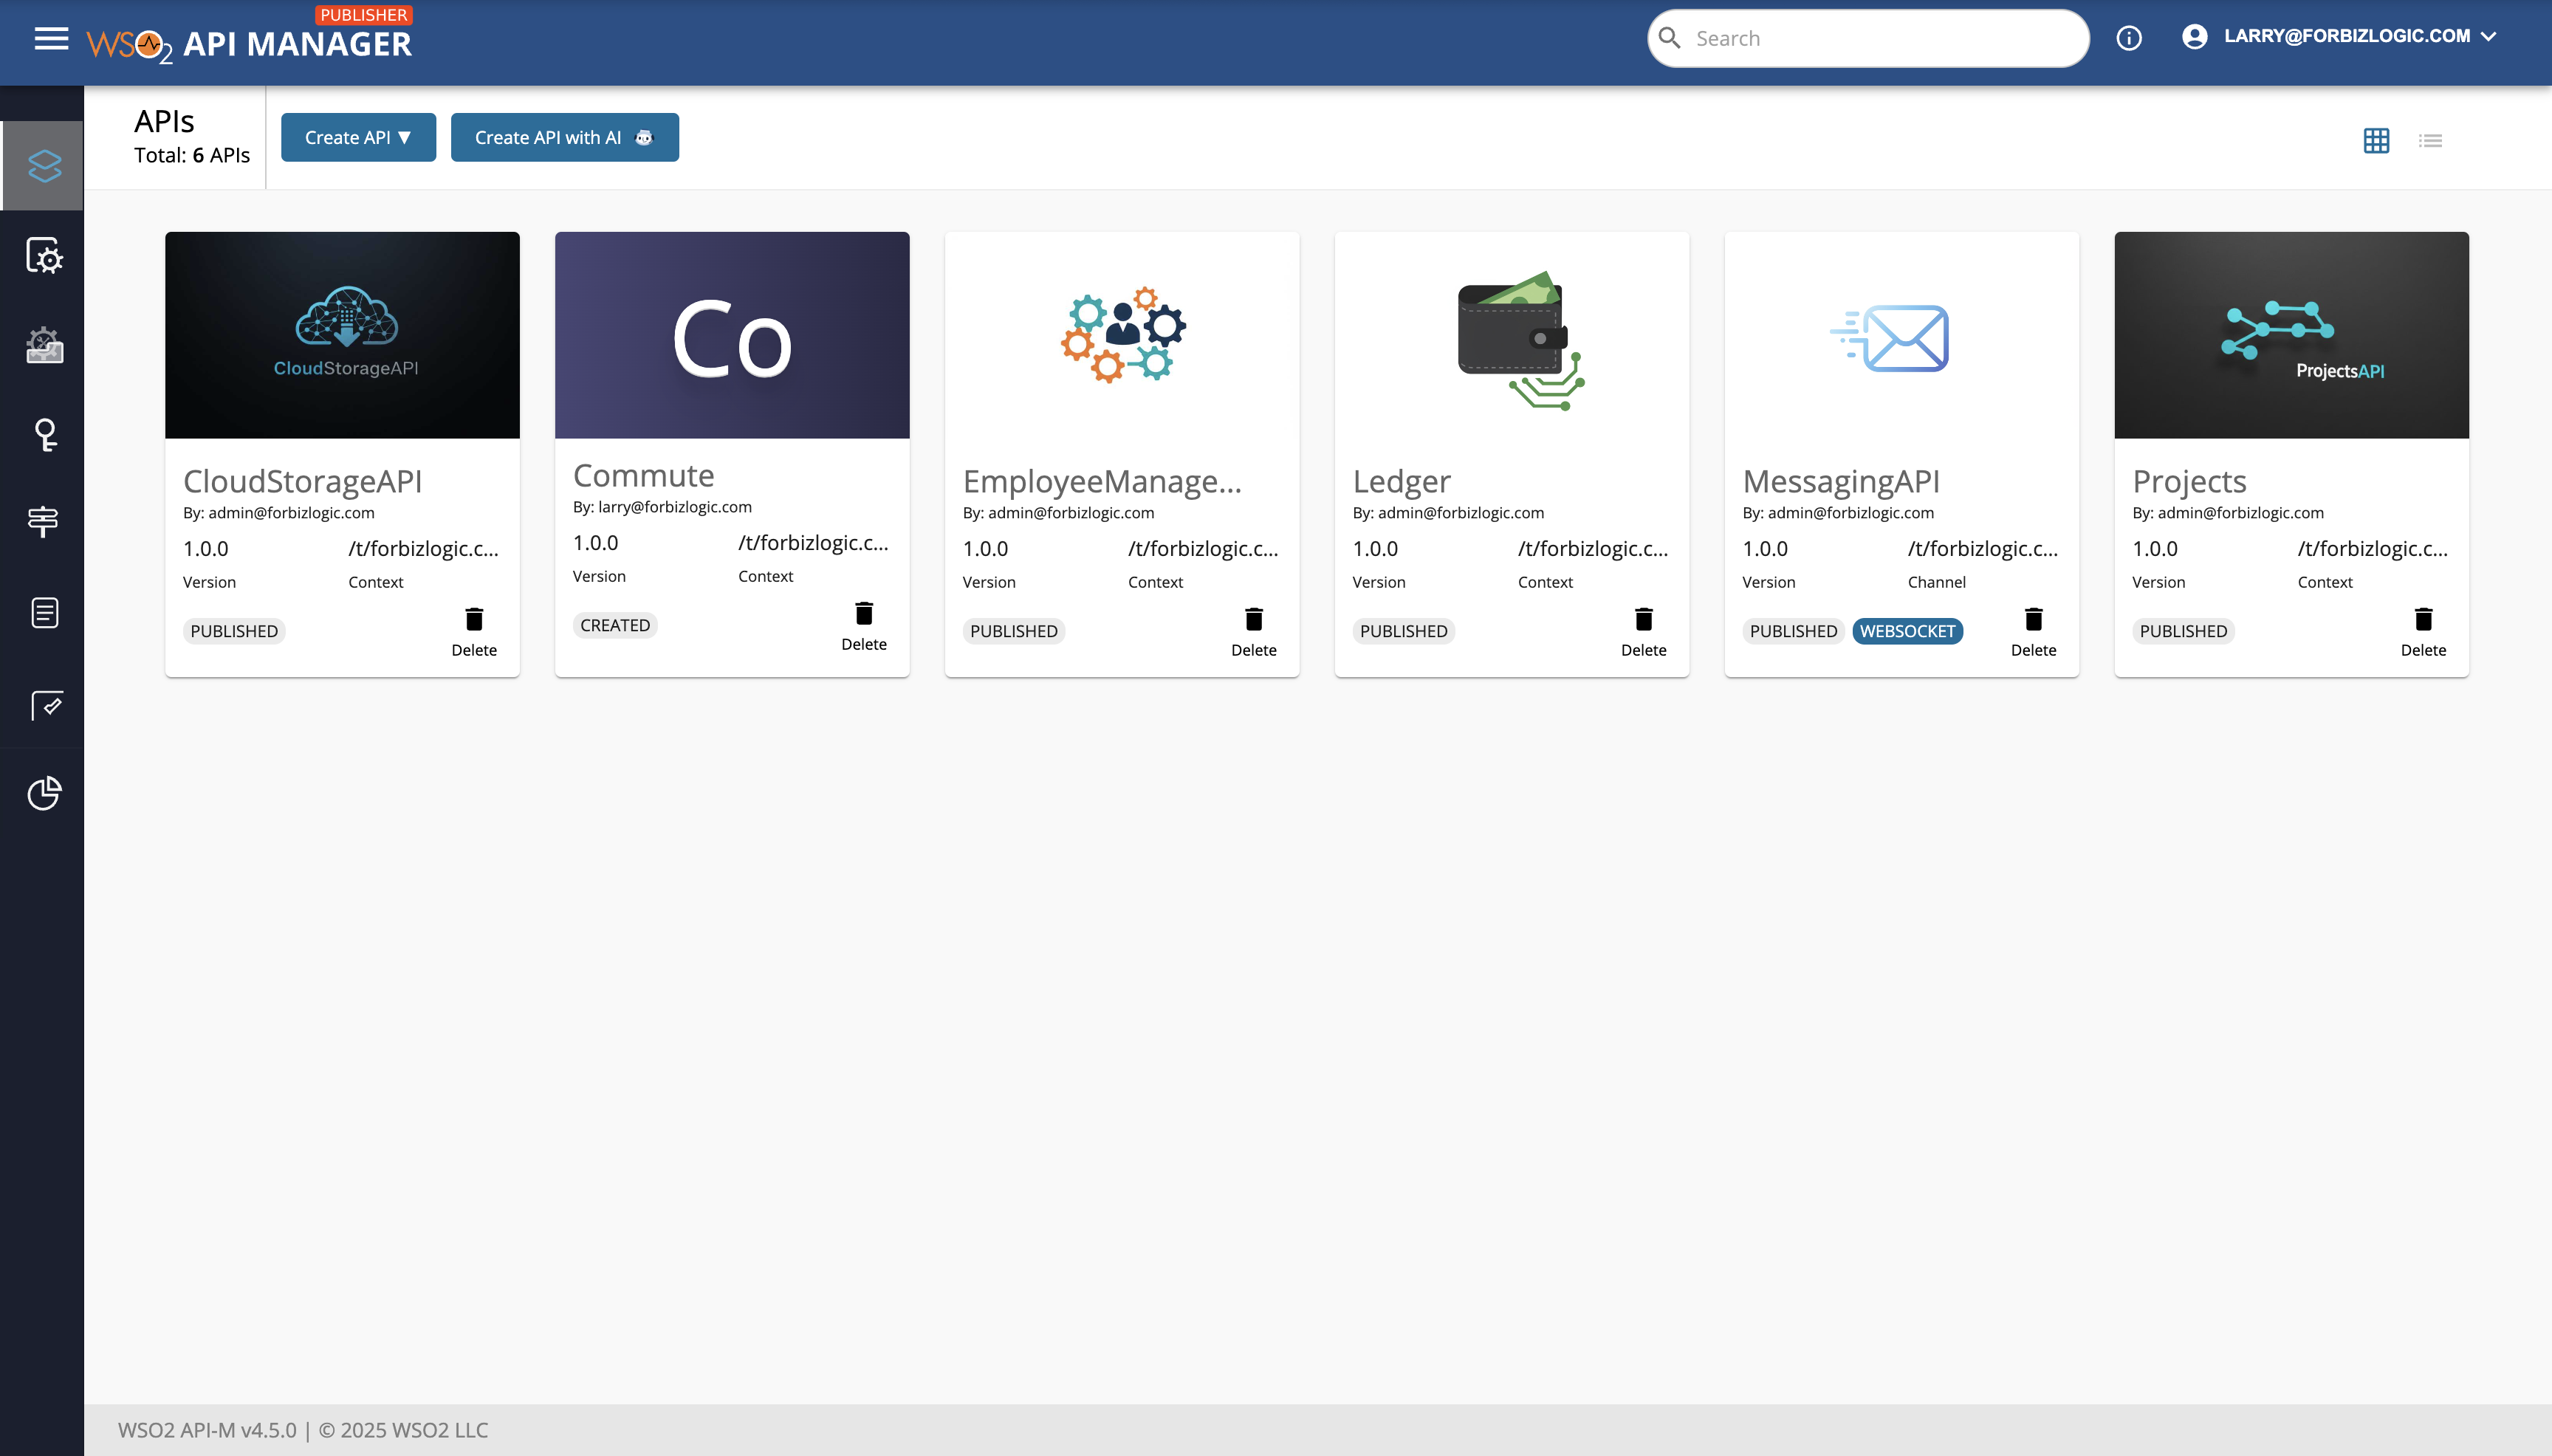 PUBLISHER
WSO2 API MANAGER
Search
LARRY@FORBIZLOGIC.COM
APIs
Total: 6 APIs
Create API ▼
Create API with AI
CloudStorageAPI
CloudStorageAPI
By: admin@forbizlogic.com
1.0.0
/t/forbizlogic.c...
Version
Context
PUBLISHED
Delete
Co
Commute
By: larry@forbizlogic.com
1.0.0
/t/forbizlogic.c...
Version
Context
CREATED
Delete
EmployeeManage...
By: admin@forbizlogic.com
1.0.0
/t/forbizlogic.c...
Version
Context
PUBLISHED
Delete
Ledger
By: admin@forbizlogic.com
1.0.0
/t/forbizlogic.c...
Version
Context
PUBLISHED
Delete
MessagingAPI
By: admin@forbizlogic.com
1.0.0
/t/forbizlogic.c...
Version
Channel
PUBLISHED
WEBSOCKET
Delete
ProjectsAPI
Projects
By: admin@forbizlogic.com
1.0.0
/t/forbizlogic.c...
Version
Context
PUBLISHED
Delete
WSO2 API-M v4.5.0 | © 2025 WSO2 LLC